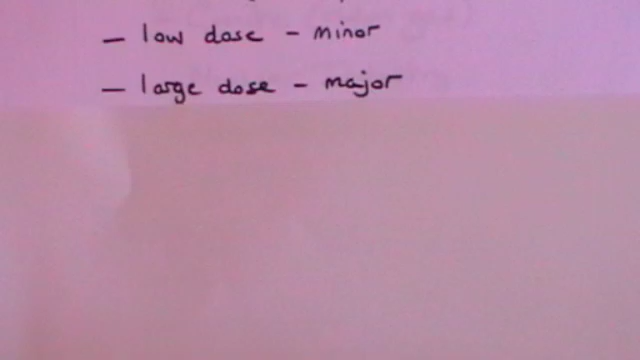 – low dose – minor
– large dose – major